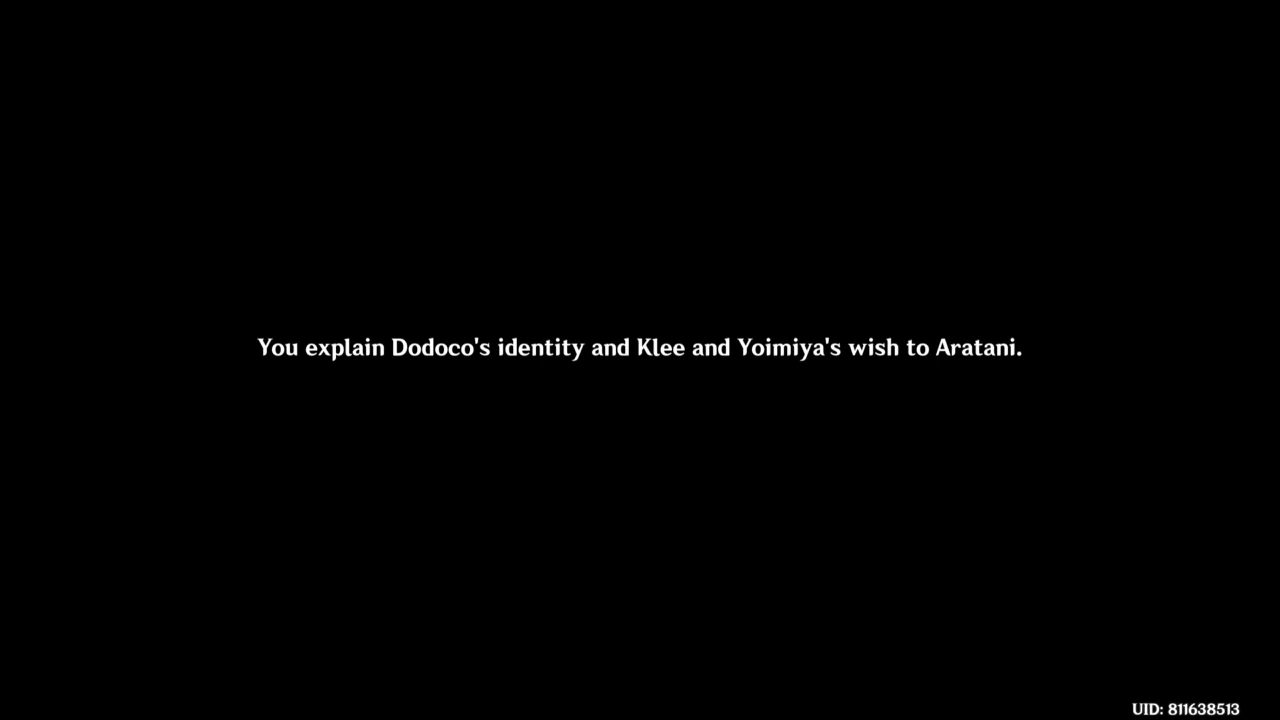 You explain Dodoco's identity and Klee and Yoimiya's wish to Aratani.
UID: 811638513